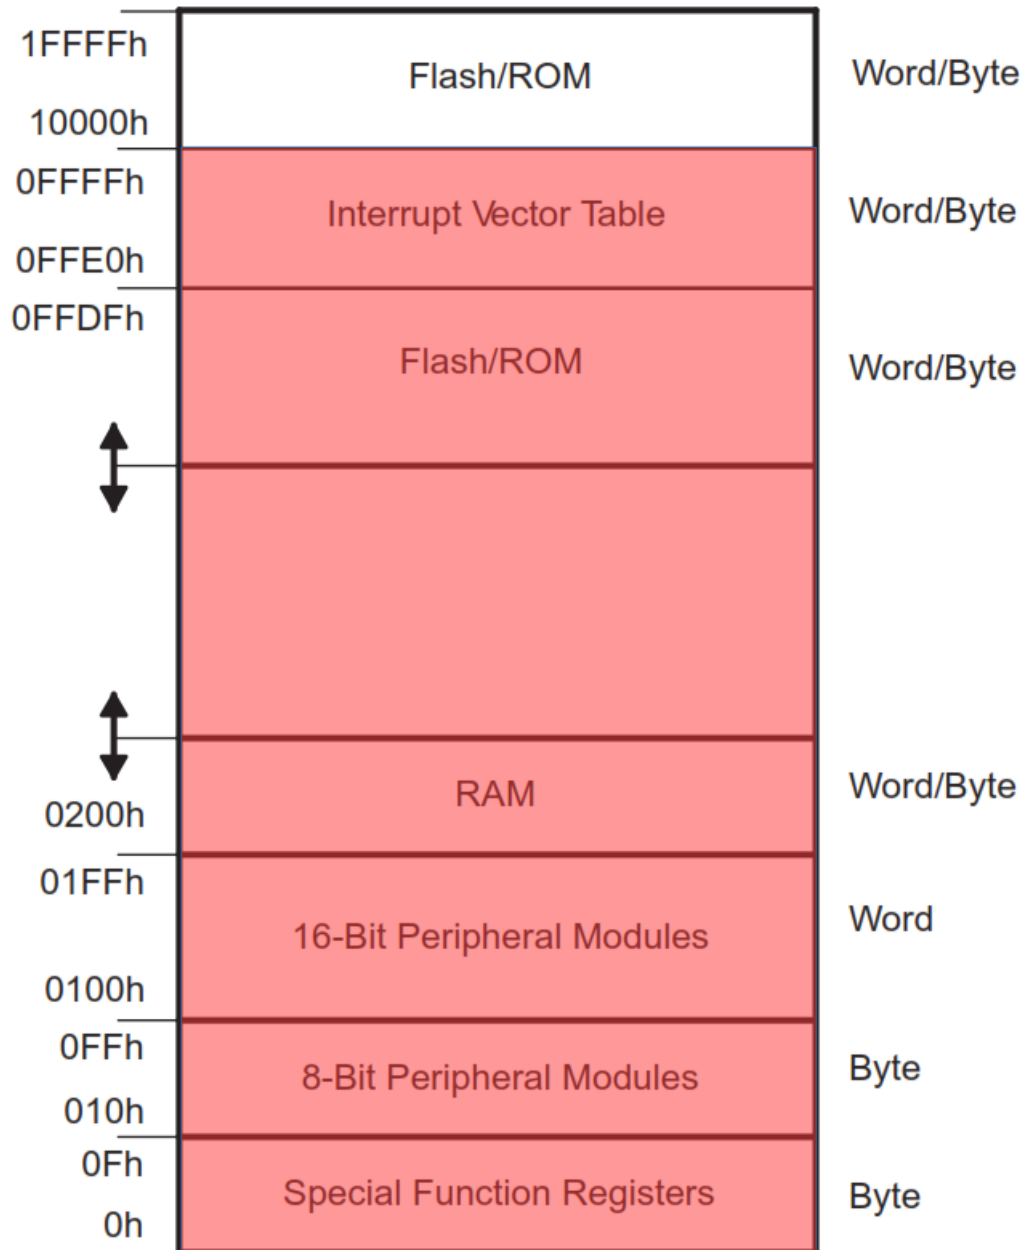 1FFFFh
Flash/ROM
Word/Byte
10000h
0FFFFh
Interrupt Vector Table
Word/Byte
0FFE0h
0FFDFh
Flash/ROM
Word/Byte
RAM
Word/Byte
0200h
01FFh
16-Bit Peripheral Modules
Word
0100h
0FFh
8-Bit Peripheral Modules
Byte
010h
0Fh
Special Function Registers
Byte
0h